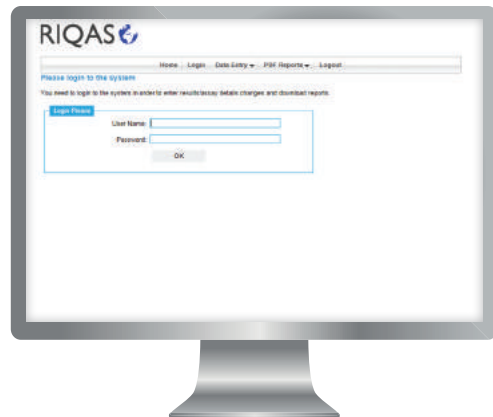 RIQAS
Home Login Data Entry PDF Reports Logout
Please login to the system
You need to login to the system in order to enter results/assay details changes and download reports.
Login Please
User Name:
Password:
OK